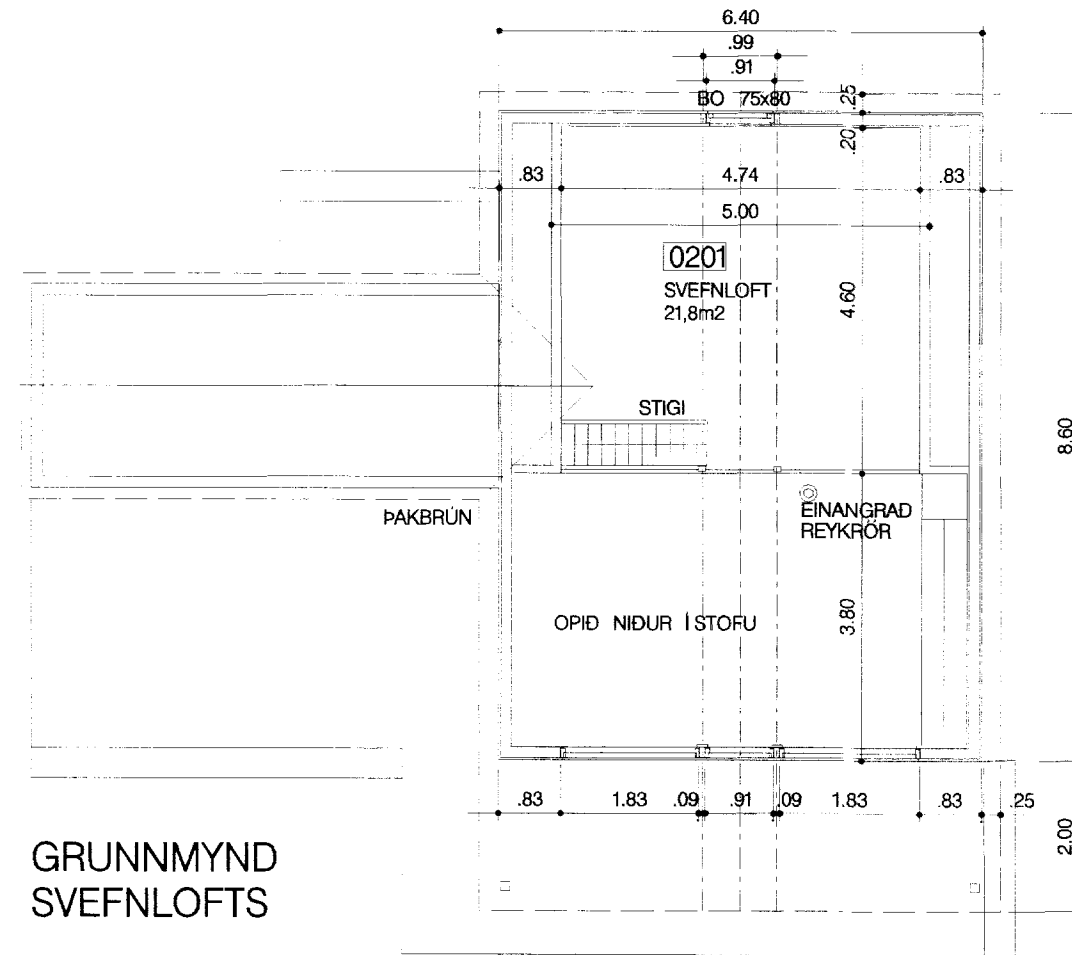 6.40
.99
.91
BO 75x80
.25
.20
.83
4.74
.83
5.00
0201
SVEFNLOFT
21,8m2
4.60
STIGI
8.60
ÞAKBRÚN
EINANGRAÐ
REYKRÖR
3.80
OPIÐ NIÐUR Í STOFU
.83
1.83
.09
.91
.09
1.83
.83
.25
2.00
GRUNNMYND
SVEFNLOFTS